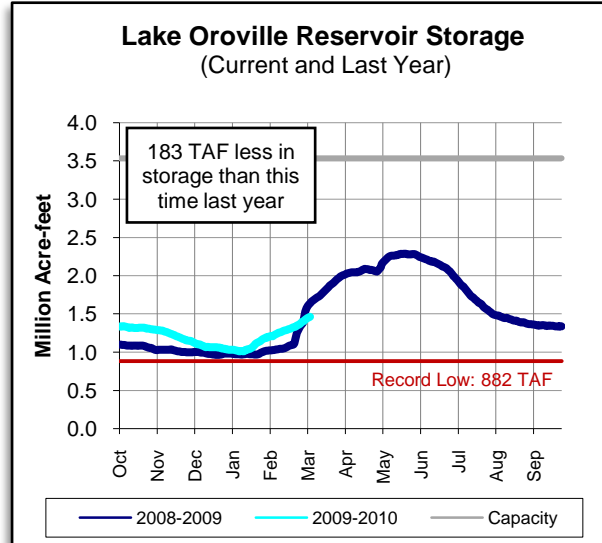 Lake Oroville Reservoir Storage
(Current and Last Year)
4.0
3.5
3.0
2.5
2.0
1.5
1.0
0.5
0.0
Million Acre-feet
183 TAF less in
storage than this
time last year
Record Low: 882 TAF
Oct
Nov
Dec
Jan
Feb
Mar
Apr
May
Jun
Jul
Aug
Sep
2008-2009
2009-2010
Capacity